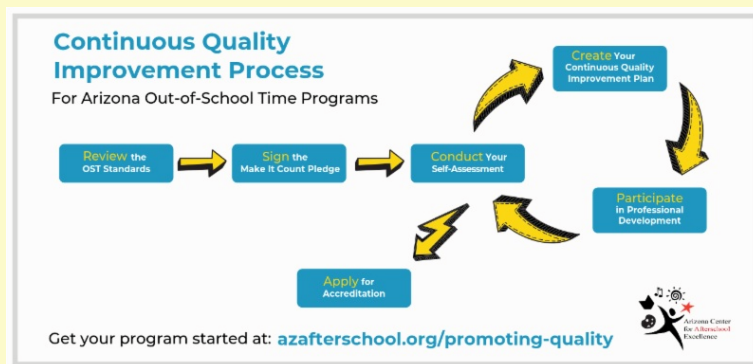 Continuous Quality
Improvement Process
For Arizona Out-of-School Time Programs
Review the
OST Standards
Sign the
Make It Count Pledge
Conduct Your
Self-Assessment
Create Your
Continuous Quality
Improvement Plan
Participate
in Professional
Development
Apply for
Accreditation
Get your program started at: azafterschool.org/promoting-quality
Arizona Center
for Afterschool
Excellence